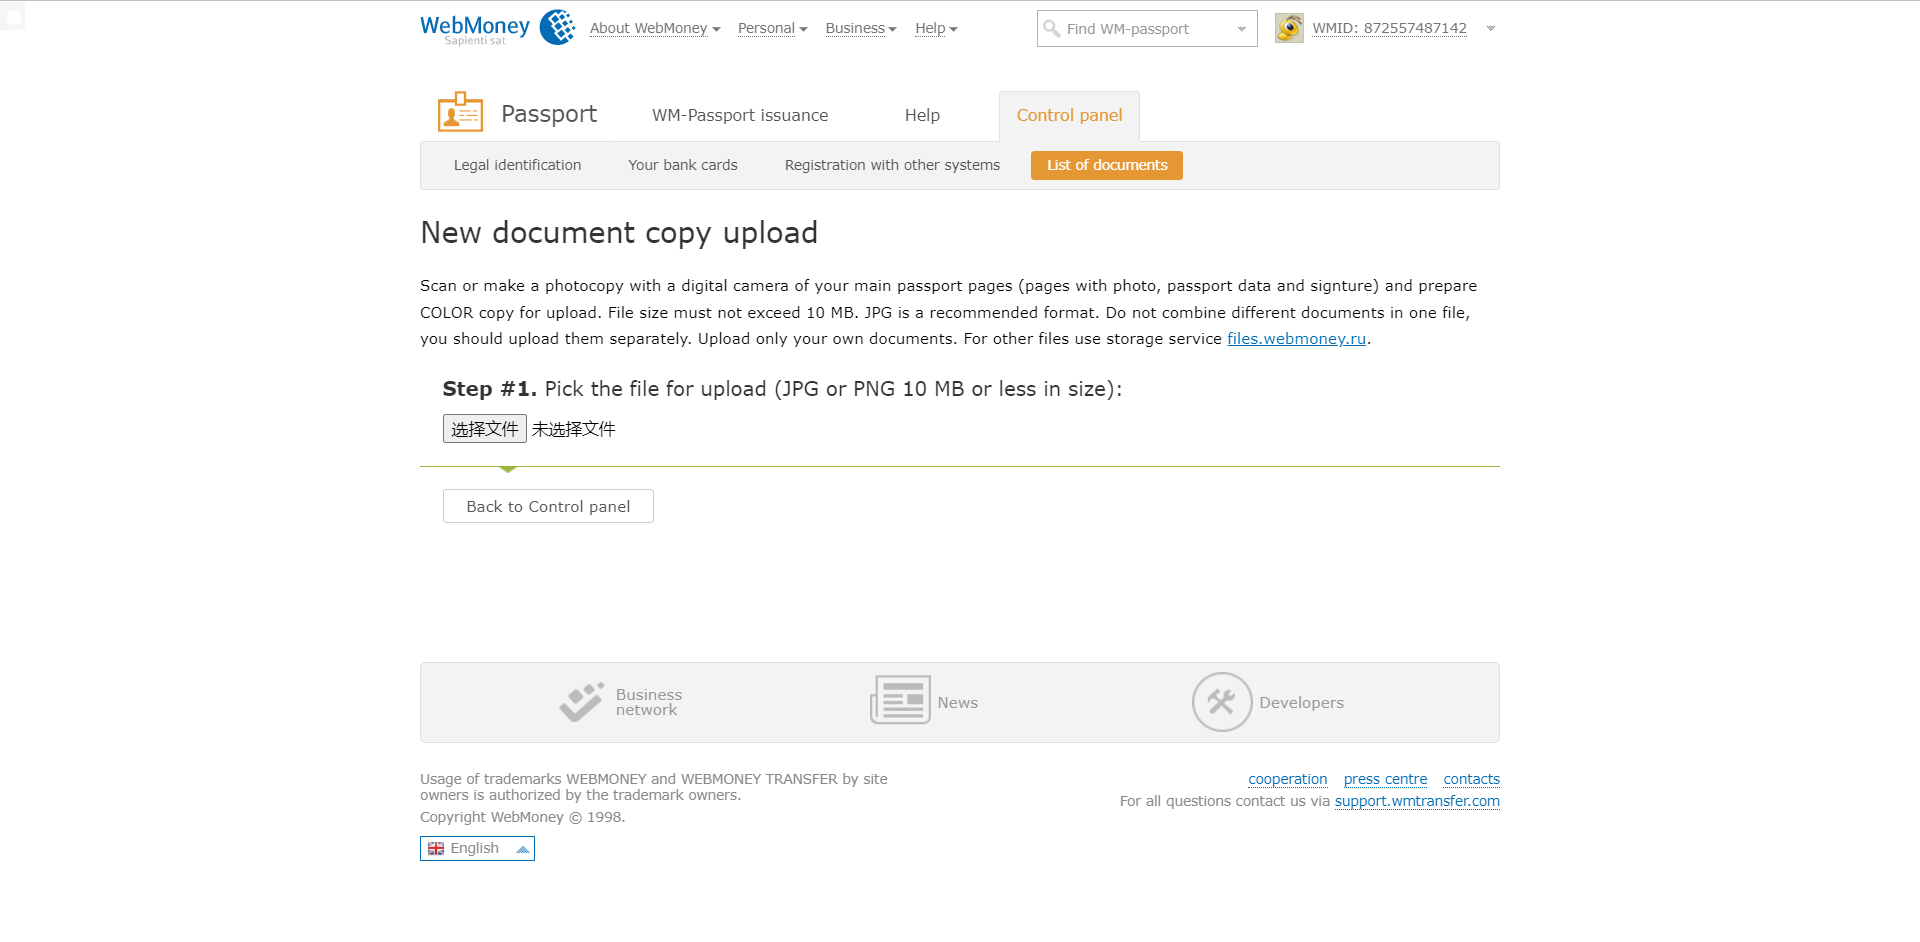 WebMoney
Sapienti sat
About WebMoney
Personal
Business
Help
Find WM-passport
WMID: 872557487142
Passport
WM-Passport issuance
Help
Control panel
Legal identification
Your bank cards
Registration with other systems
List of documents
New document copy upload
Scan or make a photocopy with a digital camera of your main passport pages (pages with photo, passport data and signture) and prepare
COLOR copy for upload. File size must not exceed 10 MB. JPG is a recommended format. Do not combine different documents in one file,
you should upload them separately. Upload only your own documents. For other files use storage service files.webmoney.ru.
Step #1. Pick the file for upload (JPG or PNG 10 MB or less in size):
选择文件 未选择文件
Back to Control panel
Business
network
News
Developers
Usage of trademarks WEBMONEY and WEBMONEY TRANSFER by site
owners is authorized by the trademark owners.
Copyright WebMoney © 1998.
cooperation press centre contacts
For all questions contact us via support.wmtransfer.com
English